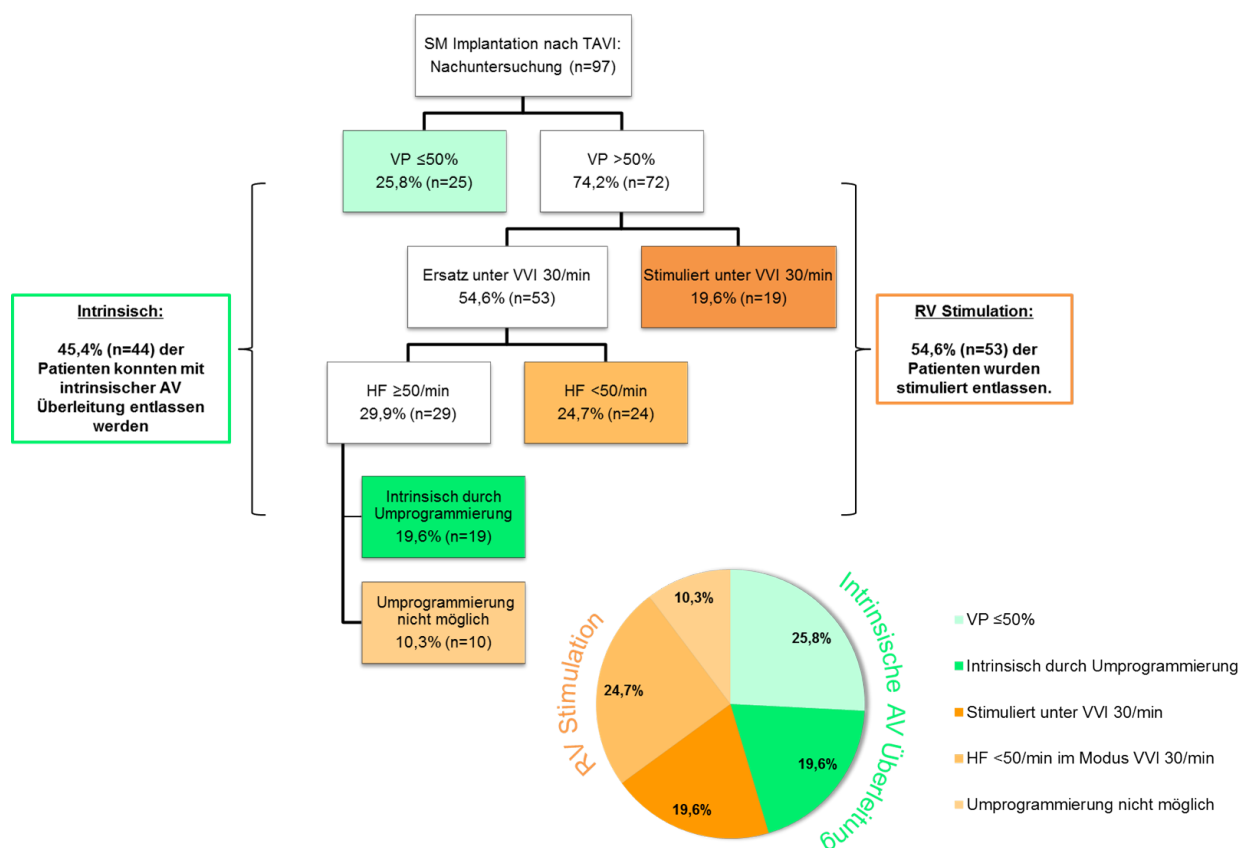 SM Implantation nach TAVI:
Nachuntersuchung (n=97)
VP ≤50%
25,8% (n=25)
VP >50%
74,2% (n=72)
Ersatz unter VVI 30/min
54,6% (n=53)
Stimuliert unter VVI 30/min
19,6% (n=19)
Intrinsisch:
45,4% (n=44) der
Patienten konnten mit
intrinsischer AV
Überleitung entlassen
werden
RV Stimulation:
54,6% (n=53) der
Patienten wurden
stimuliert entlassen.
HF ≥50/min
29,9% (n=29)
HF <50/min
24,7% (n=24)
Intrinsisch durch
Umprogrammierung
19,6% (n=19)
Umprogrammierung
nicht möglich
10,3% (n=10)
RV Stimulation
Intrinsische AV Überleitung
10,3%
25,8%
24,7%
19,6%
19,6%
VP ≤50%
Intrinsisch durch Umprogrammierung
Stimuliert unter VVI 30/min
HF <50/min im Modus VVI 30/min
Umprogrammierung nicht möglich